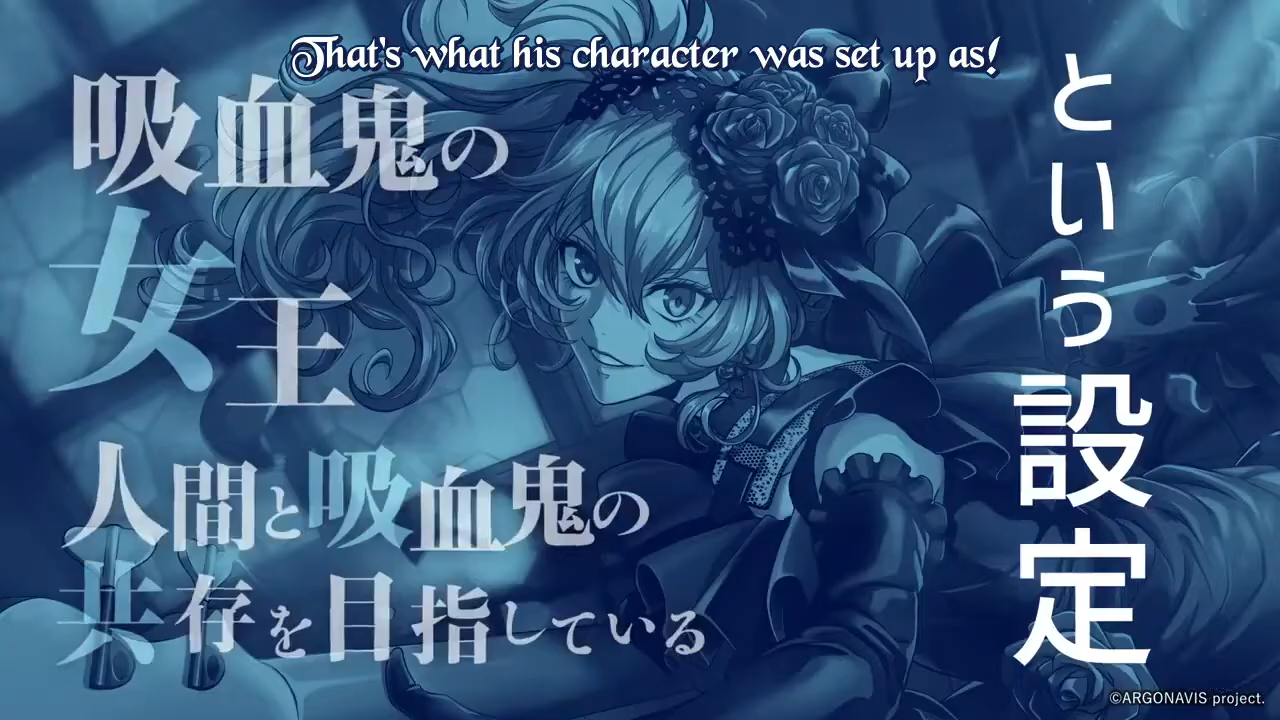 That's what his character was set up as!
吸血鬼の
女王
人間と吸血鬼の
共存を目指している
という設定
©ARGONAVIS project.